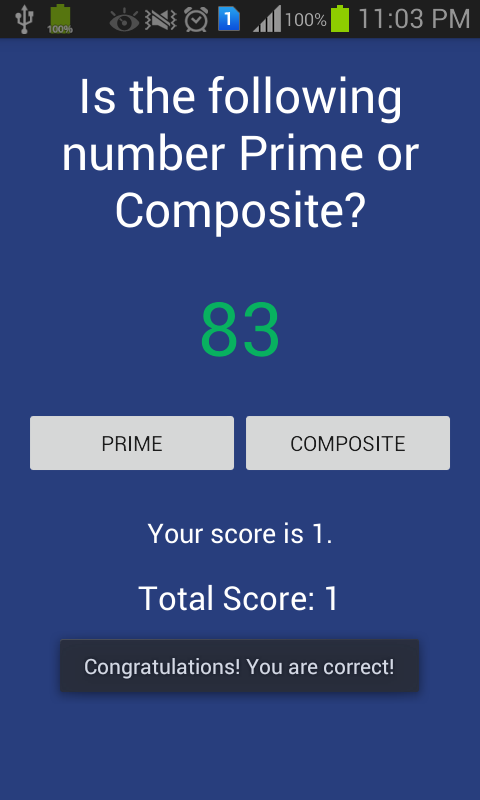 100%
1
100%
11:03 PM
Is the following
number Prime or
Composite?
83
PRIME
COMPOSITE
Your score is 1.
Total Score: 1
Congratulations! You are correct!